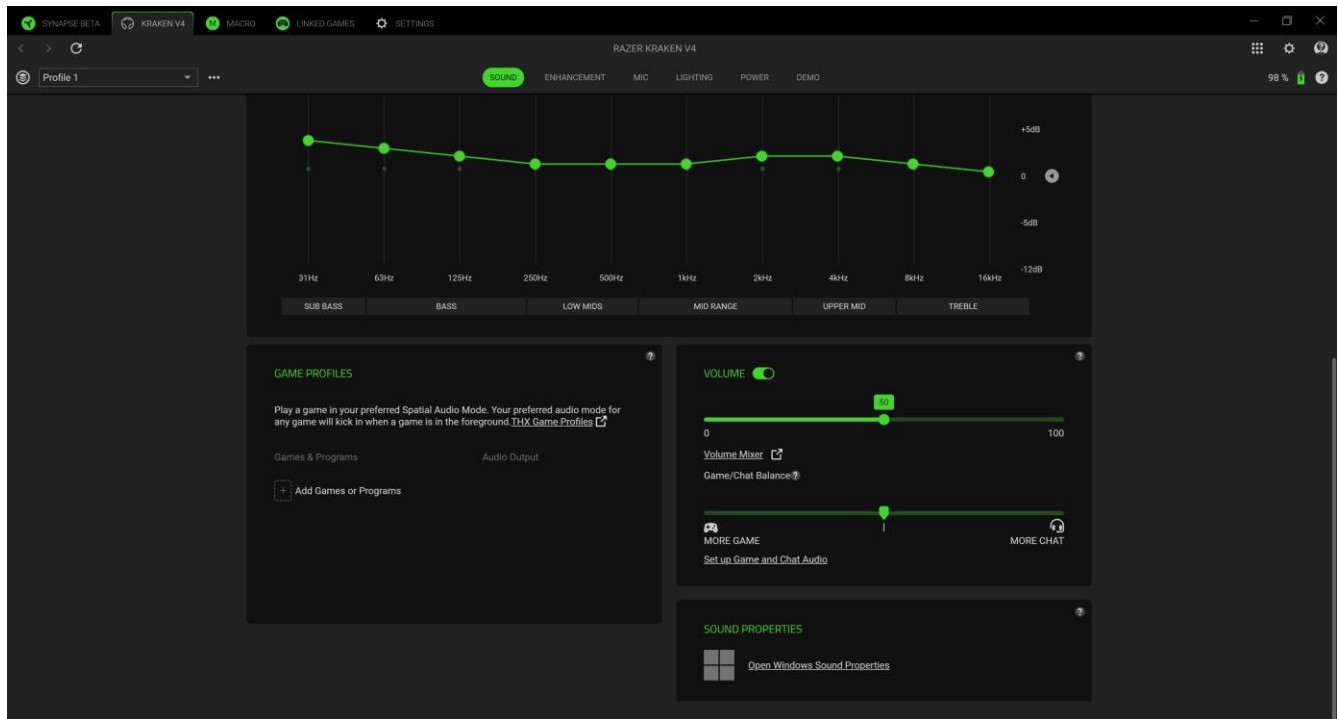 SYNAPSE BETA
KRAKEN V4
M
MACRO
LINKED GAMES
SETTINGS
RAZER KRAKEN V4
Profile 1
SOUND
ENHANCEMENT
MIC
LIGHTING
POWER
DEMO
98 %
?
+5dB
0
-5dB
-12dB
31Hz
63Hz
125Hz
250Hz
500Hz
1kHz
2kHz
4kHz
8kHz
16kHz
SUB BASS
BASS
LOW MIDS
MID RANGE
UPPER MID
TREBLE
?
GAME PROFILES
Play a game in your preferred Spatial Audio Mode. Your preferred audio mode for
any game will kick in when a game is in the foreground.THX Game Profiles
Games & Programs
Audio Output
+ Add Games or Programs
?
VOLUME
50
0
100
Volume Mixer
Game/Chat Balance?
MORE GAME
MORE CHAT
Set up Game and Chat Audio
?
SOUND PROPERTIES
Open Windows Sound Properties